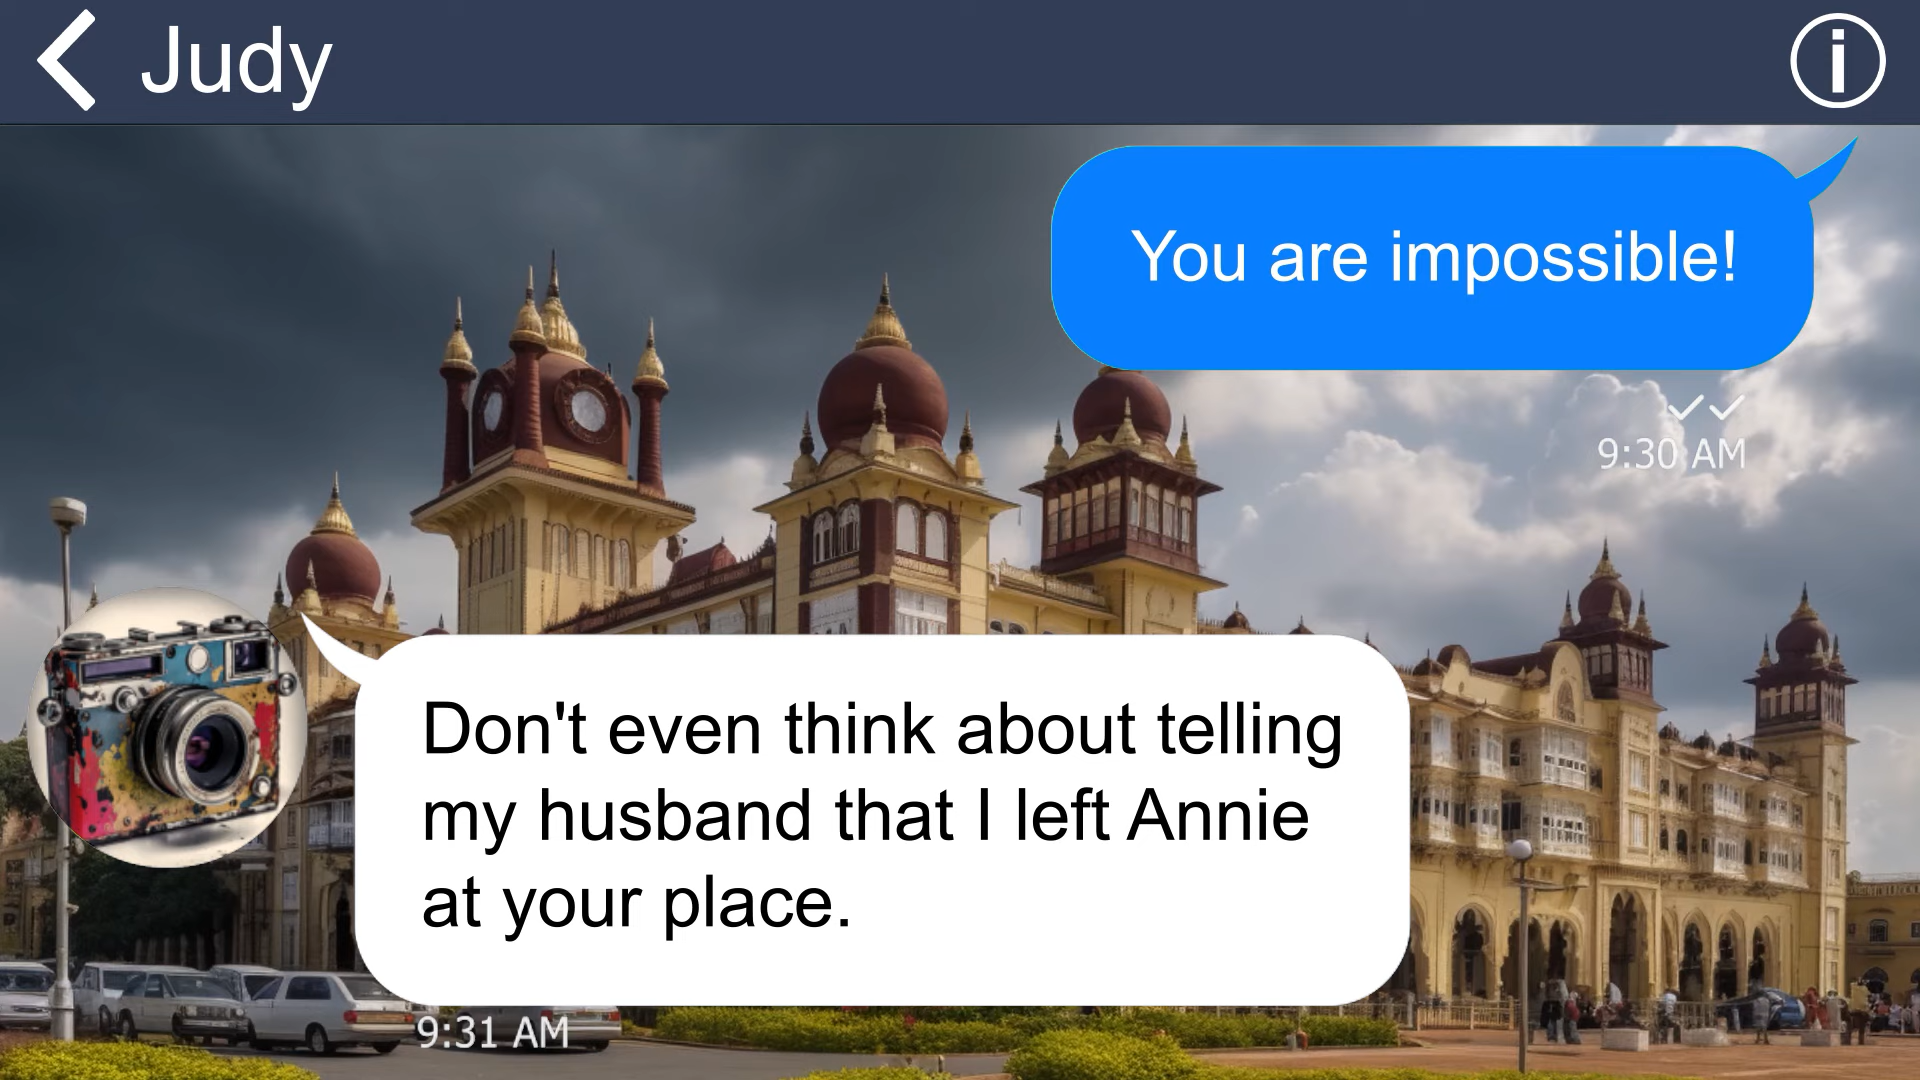 Judy
You are impossible!
9:30 AM
Don't even think about telling
my husband that I left Annie
at your place.
9:31 AM